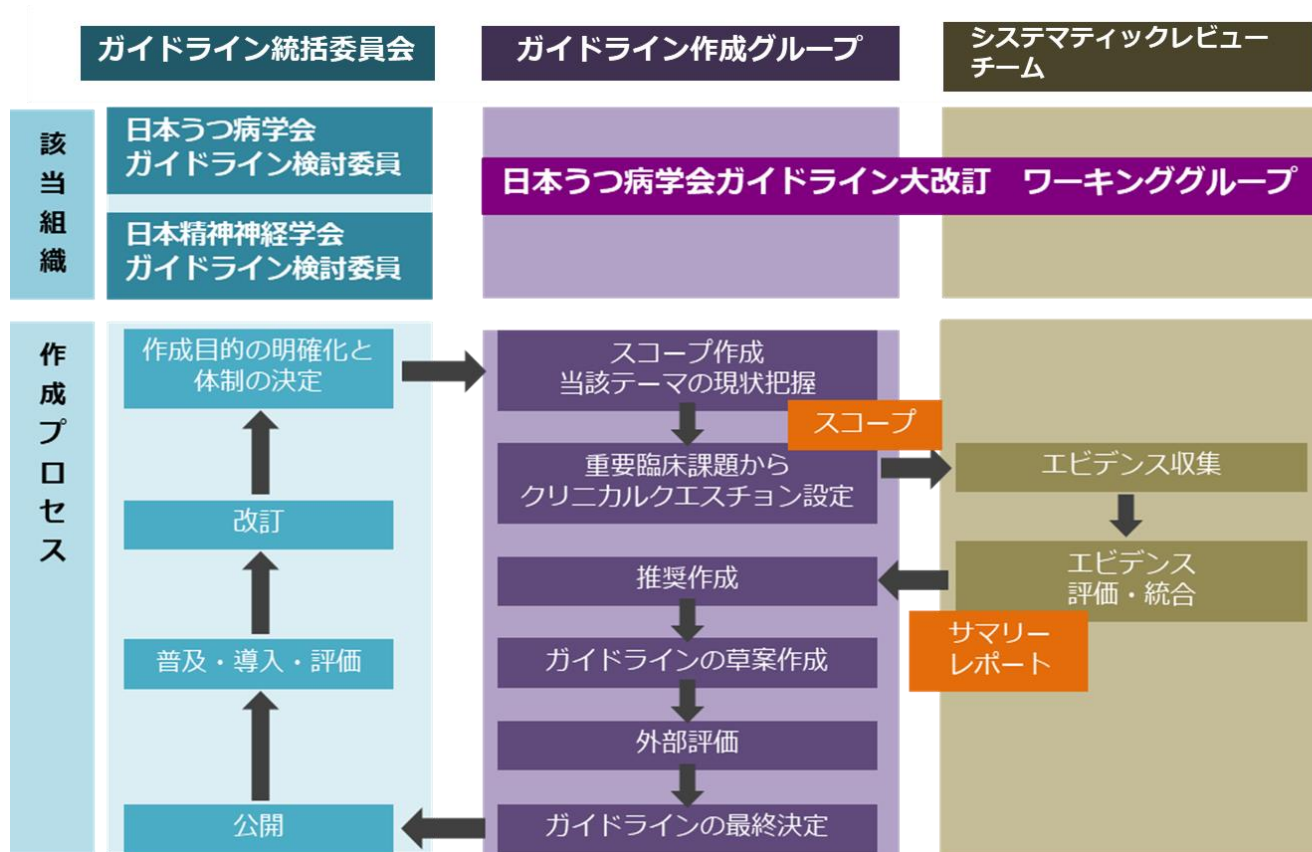 ガイドライン統括委員会
ガイドライン作成グループ
システマティックレビュー
チーム
該
当
組
織
日本うつ病学会
ガイドライン検討委員
日本精神神経学会
ガイドライン検討委員
日本うつ病学会ガイドライン大改訂　ワーキンググループ
作
成
プ
ロ
セ
ス
作成目的の明確化と
体制の決定
改訂
普及・導入・評価
公開
スコープ作成
当該テーマの現状把握
スコープ
重要臨床課題から
クリニカルクエスチョン設定
推奨作成
ガイドラインの草案作成
外部評価
ガイドラインの最終決定
エビデンス収集
エビデンス
評価・統合
サマリー
レポート